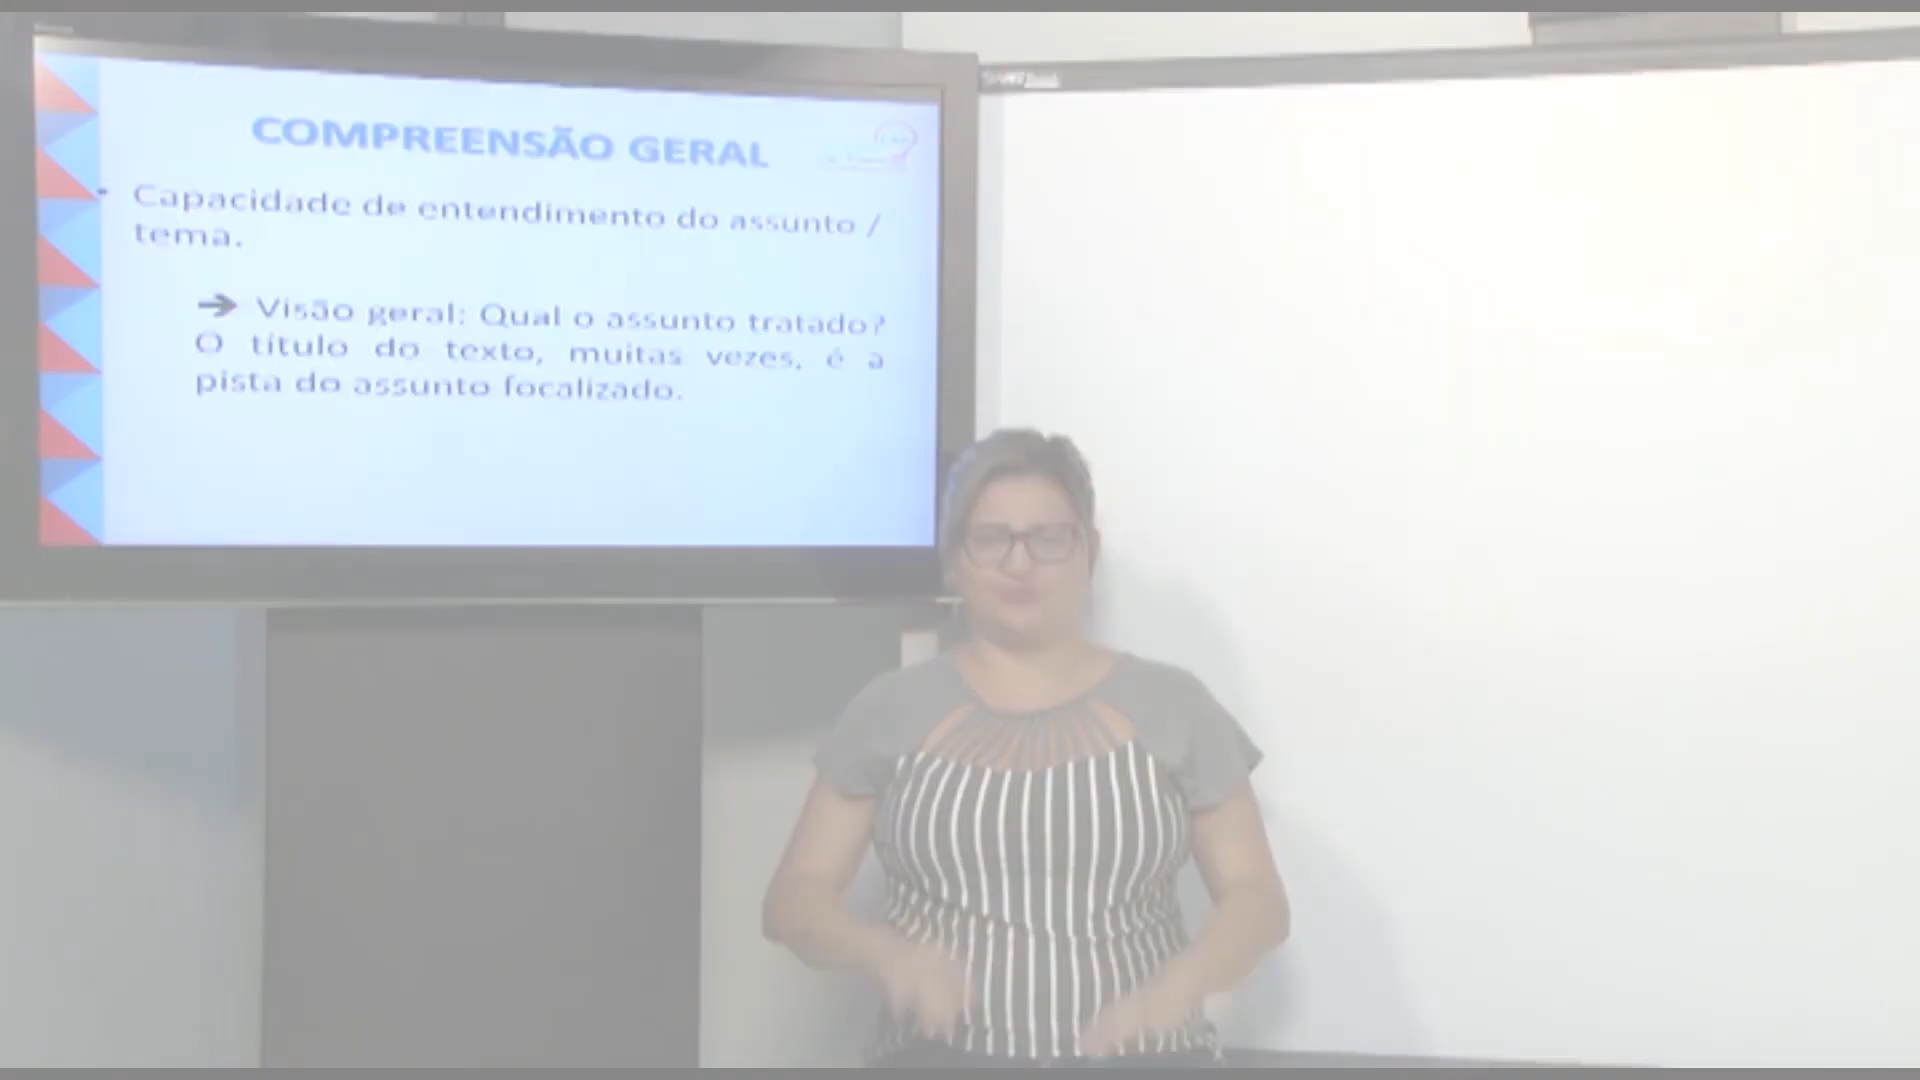 COMPREENSÃO GERAL
• Capacidade de entendimento do assunto /
tema.
➔ Visão geral: Qual o assunto tratado?
O título do texto, muitas vezes, é a
pista do assunto focalizado.